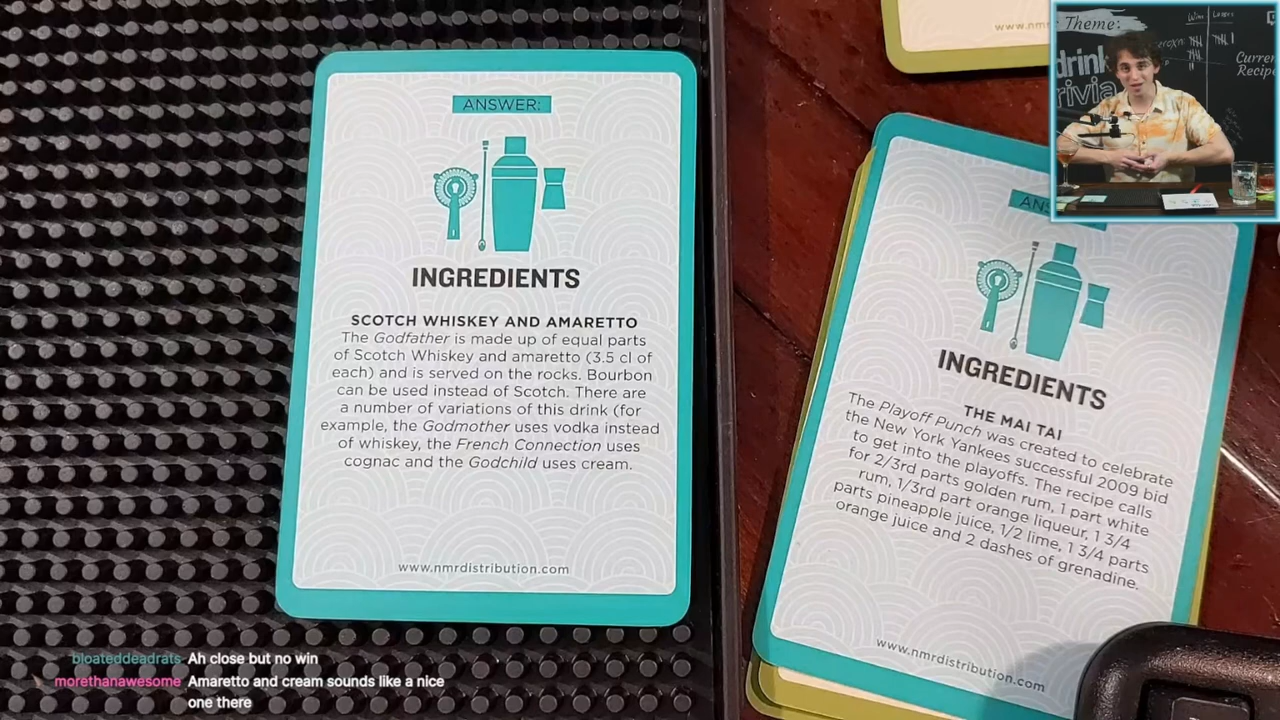 ANSWER:
INGREDIENTS
SCOTCH WHISKEY AND AMARETTO
The Godfather is made up of equal parts
of Scotch Whiskey and amaretto (3.5 cl of
each) and is served on the rocks. Bourbon
can be used instead of Scotch. There are
a number of variations of this drink (for
example, the Godmother uses vodka instead
of whiskey, the French Connection uses
cognac and the Godchild uses cream.
www.nmrdistribution.com
www.nmr
ANS
INGREDIENTS
THE MAI TAI
The Playoff Punch was created to celebrate
the New York Yankees successful 2009 bid
to get into the playoffs. The recipe calls
for 2/3rd parts golden rum, 1 part white
rum, 1/3rd part orange liqueur, 1 3/4
parts pineapple juice, 1/2 lime, 1 3/4 parts
orange juice and 2 dashes of grenadine.
www.nmrdistribution.com
Theme:
drink
trivia
Wins Losses
Curren
Recipe
bloateddeadrats Ah close but no win
morethanawesome Amaretto and cream sounds like a nice
one there